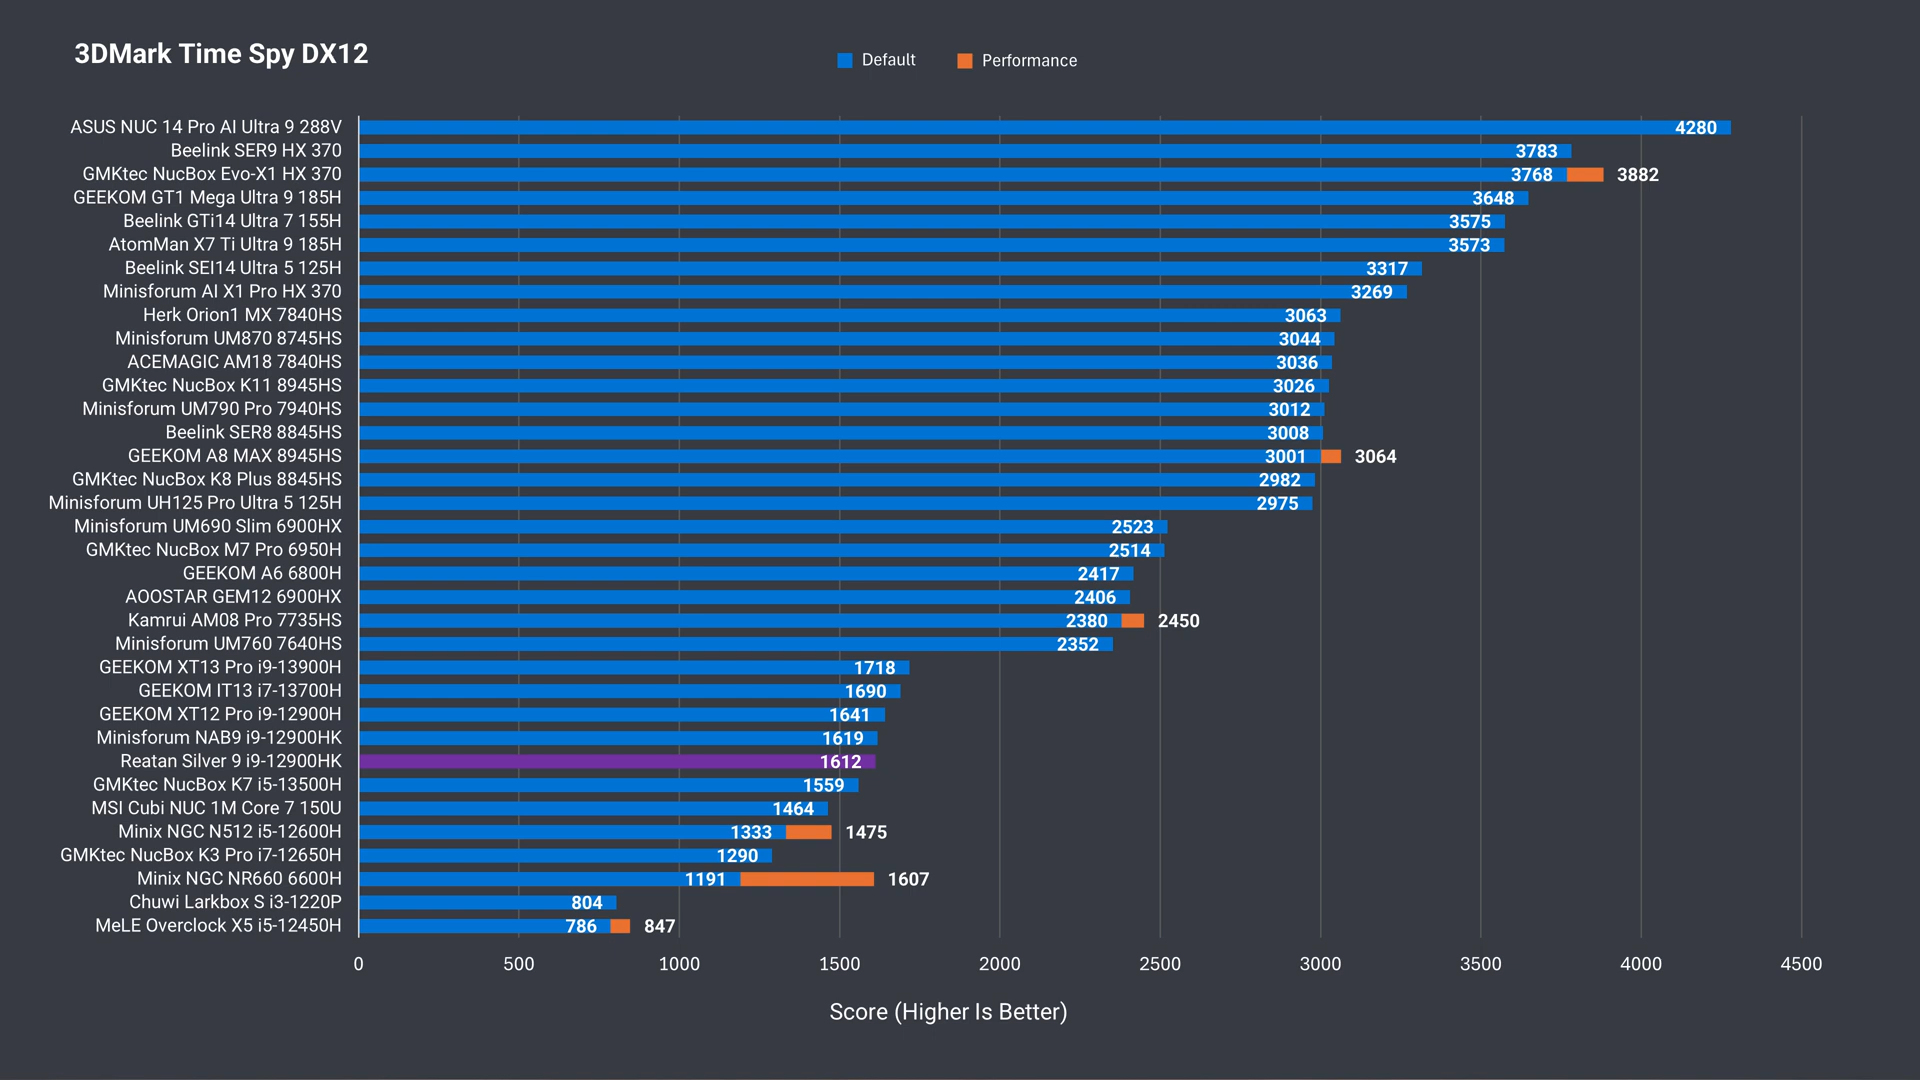 3DMark Time Spy DX12
Default Performance
ASUS NUC 14 Pro AI Ultra 9 288V 4280
Beelink SER9 HX 370 3783
GMKtec NucBox Evo-X1 HX 370 3768 3882
GEEKOM GT1 Mega Ultra 9 185H 3648
Beelink GTi14 Ultra 7 155H 3575
AtomMan X7 Ti Ultra 9 185H 3573
Beelink SEI14 Ultra 5 125H 3317
Minisforum AI X1 Pro HX 370 3269
Herk Orion1 MX 7840HS 3063
Minisforum UM870 8745HS 3044
ACEMAGIC AM18 7840HS 3036
GMKtec NucBox K11 8945HS 3026
Minisforum UM790 Pro 7940HS 3012
Beelink SER8 8845HS 3008
GEEKOM A8 MAX 8945HS 3001 3064
GMKtec NucBox K8 Plus 8845HS 2982
Minisforum UH125 Pro Ultra 5 125H 2975
Minisforum UM690 Slim 6900HX 2523
GMKtec NucBox M7 Pro 6950H 2514
GEEKOM A6 6800H 2417
AOOSTAR GEM12 6900HX 2406
Kamrui AM08 Pro 7735HS 2380 2450
Minisforum UM760 7640HS 2352
GEEKOM XT13 Pro i9-13900H 1718
GEEKOM IT13 i7-13700H 1690
GEEKOM XT12 Pro i9-12900H 1641
Minisforum NAB9 i9-12900HK 1619
Reatan Silver 9 i9-12900HK 1612
GMKtec NucBox K7 i5-13500H 1559
MSI Cubi NUC 1M Core 7 150U 1464
Minix NGC N512 i5-12600H 1333 1475
GMKtec NucBox K3 Pro i7-12650H 1290
Minix NGC NR660 6600H 1191 1607
Chuwi Larkbox S i3-1220P 804
MeLE Overclock X5 i5-12450H 786 847
0 500 1000 1500 2000 2500 3000 3500 4000 4500
Score (Higher Is Better)